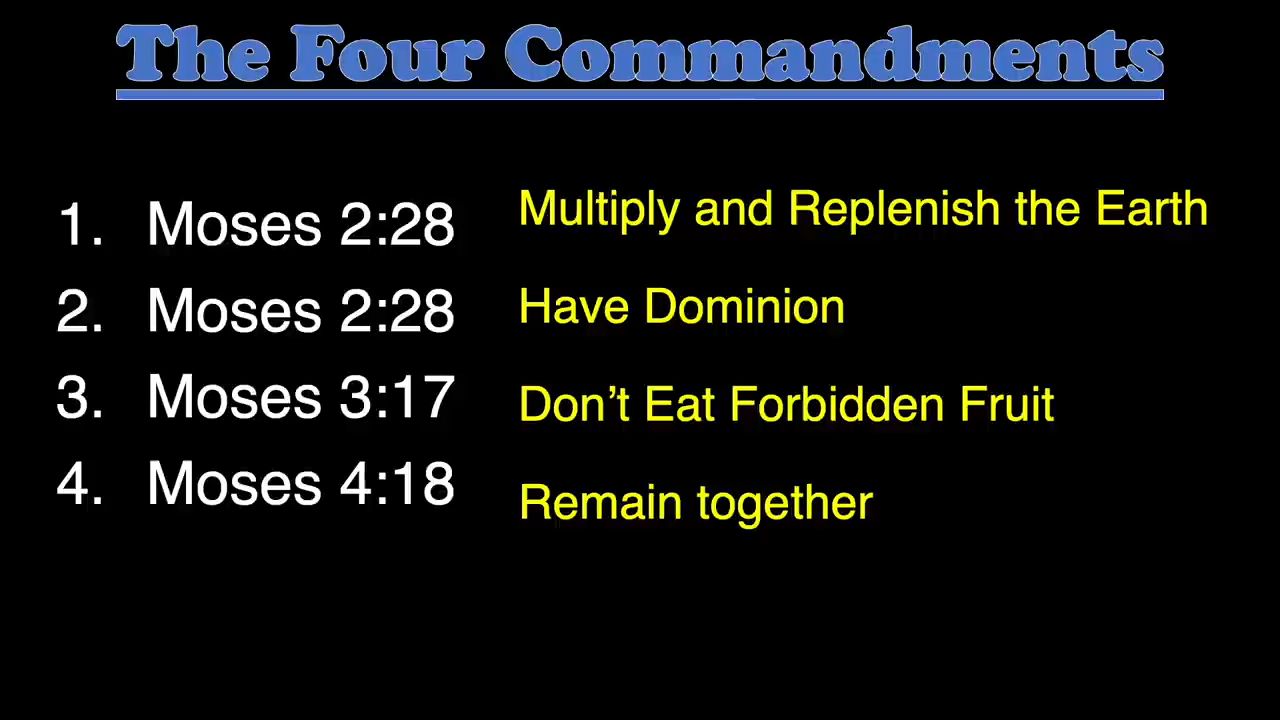 The Four Commandments
1. Moses 2:28 Multiply and Replenish the Earth
2. Moses 2:28 Have Dominion
3. Moses 3:17 Don’t Eat Forbidden Fruit
4. Moses 4:18 Remain together